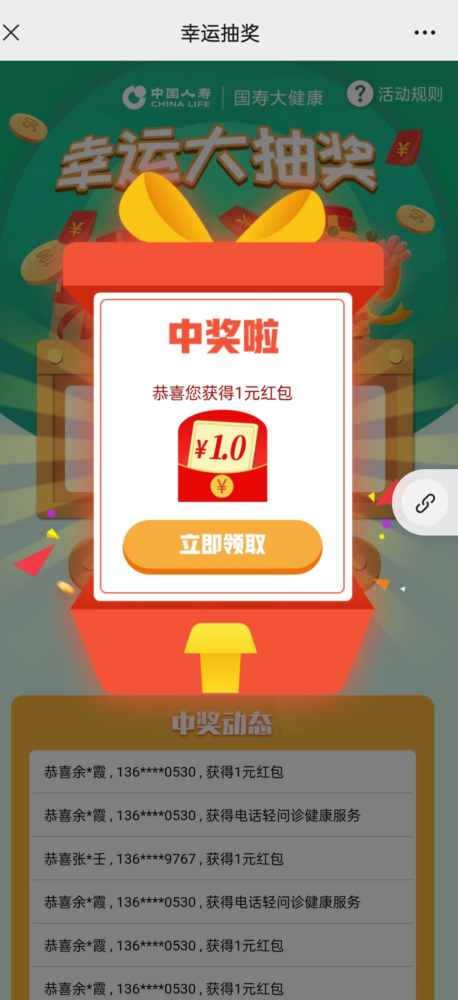 幸运抽奖
中国人寿
CHINA LIFE
国寿大健康
? 活动规则
50
¥
幸运大抽奖
¥
¥
50
100
中奖啦
恭喜您获得1元红包
¥1.0
¥
立即领取
中奖动态
恭喜余*霞 , 136****0530 , 获得1元红包
恭喜余*霞 , 136****0530 , 获得电话轻问诊健康服务
恭喜张*壬 , 136****9767 , 获得1元红包
恭喜余*霞 , 136****0530 , 获得电话轻问诊健康服务
恭喜余*霞 , 136****0530 , 获得1元红包
恭喜余*霞 , 136****0530 , 获得1元红包